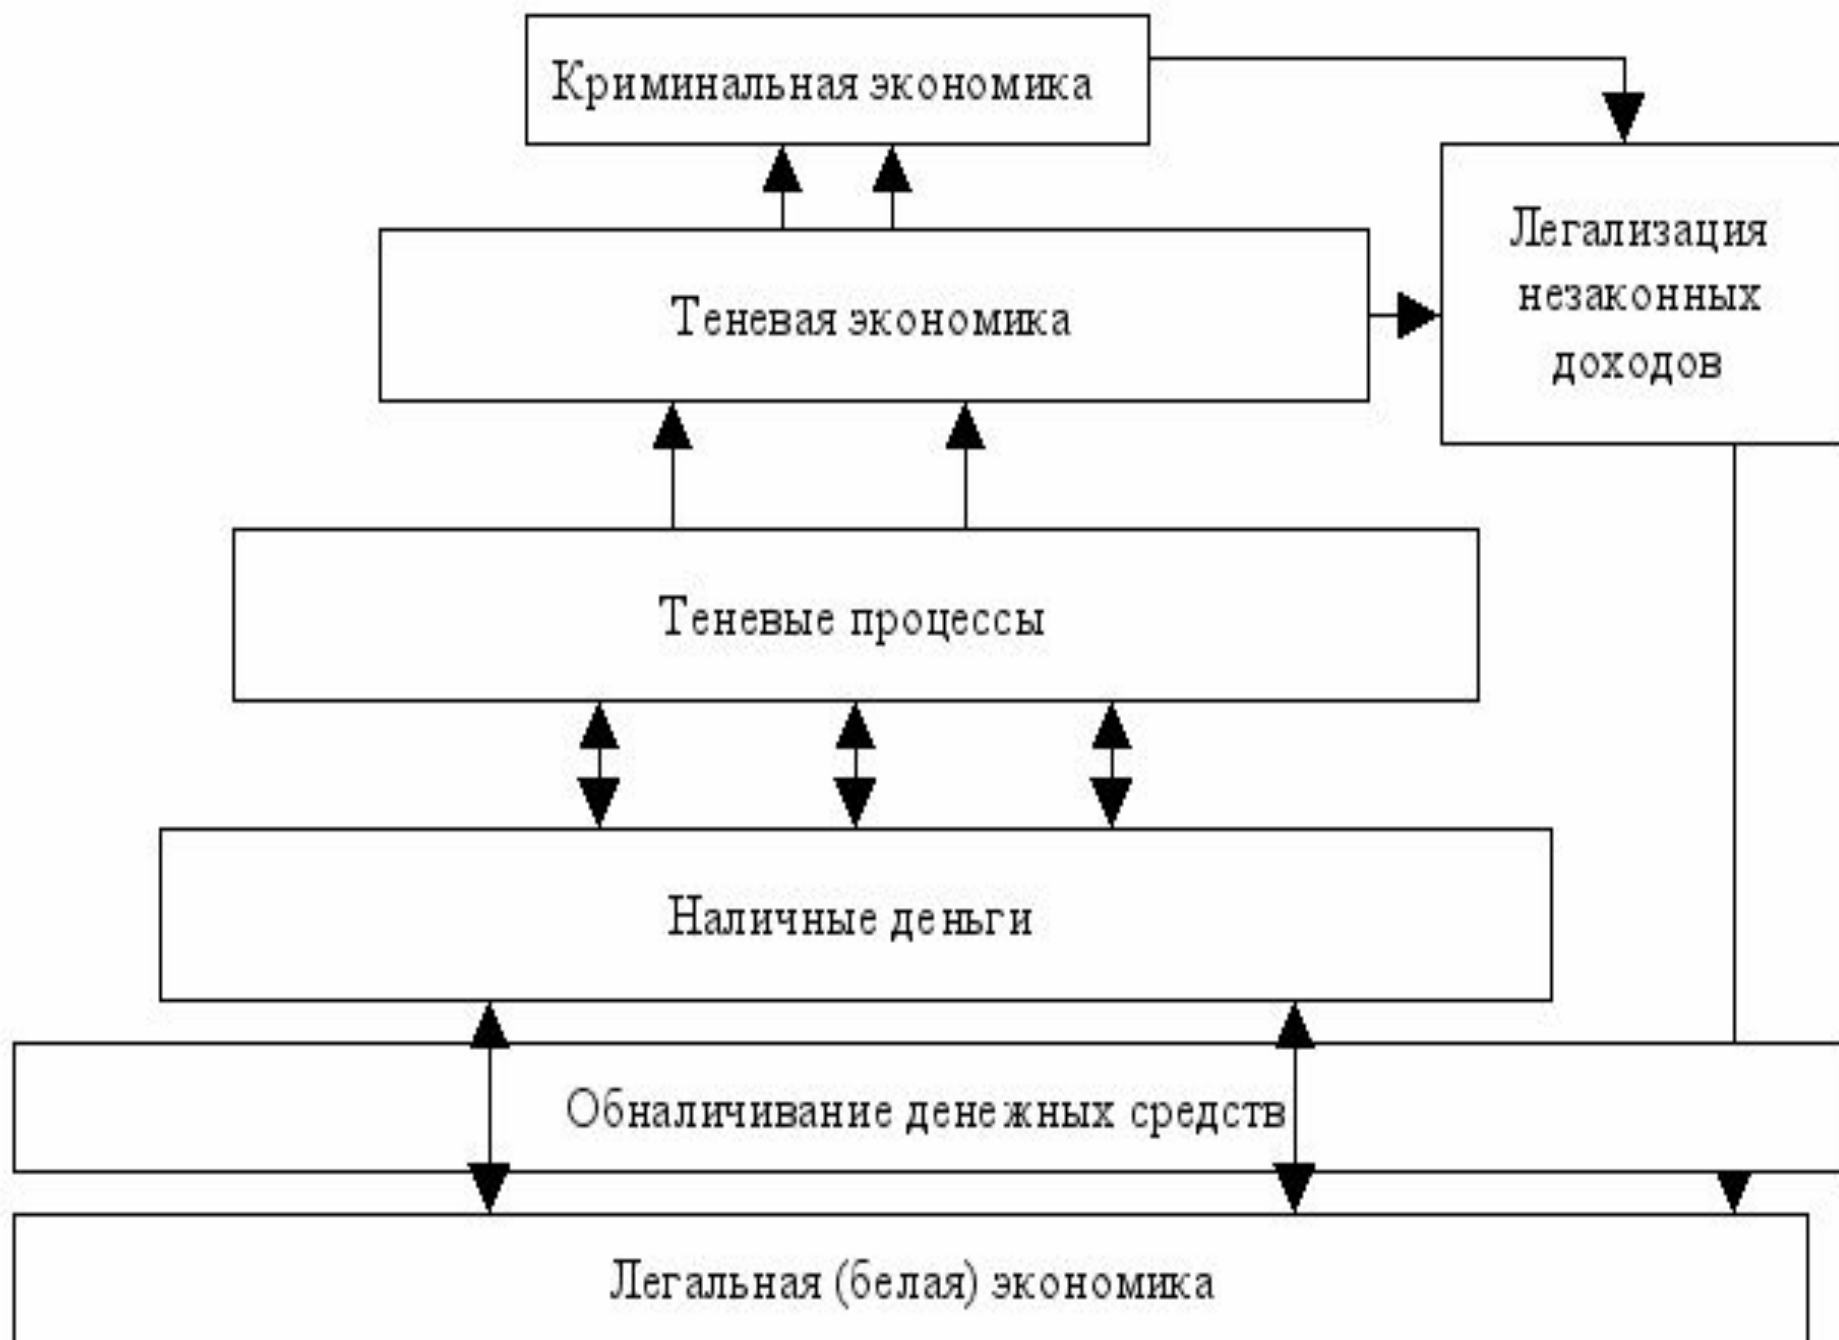 Криминальная экономика
Легализация
незаконных
доходов
Теневая экономика
Теневые процессы
Наличные деньги
Обналичивание денежных средств
Легальная (белая) экономика